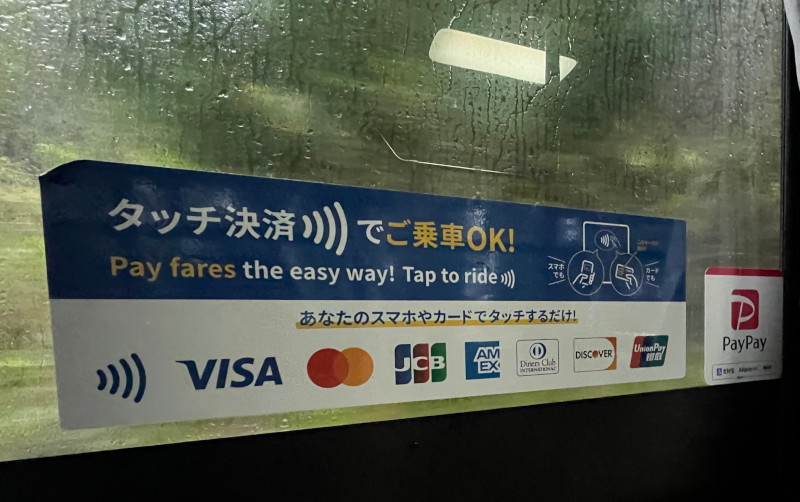 タッチ決済 でご乗車OK!
Pay fares the easy way! Tap to ride
スマホでも
カードでも
あなたのスマホやカードでタッチするだけ!
VISA
JCB
AM EX
Diners Club
INTERNATIONAL
DISCOVER
UnionPay
银联
PayPay